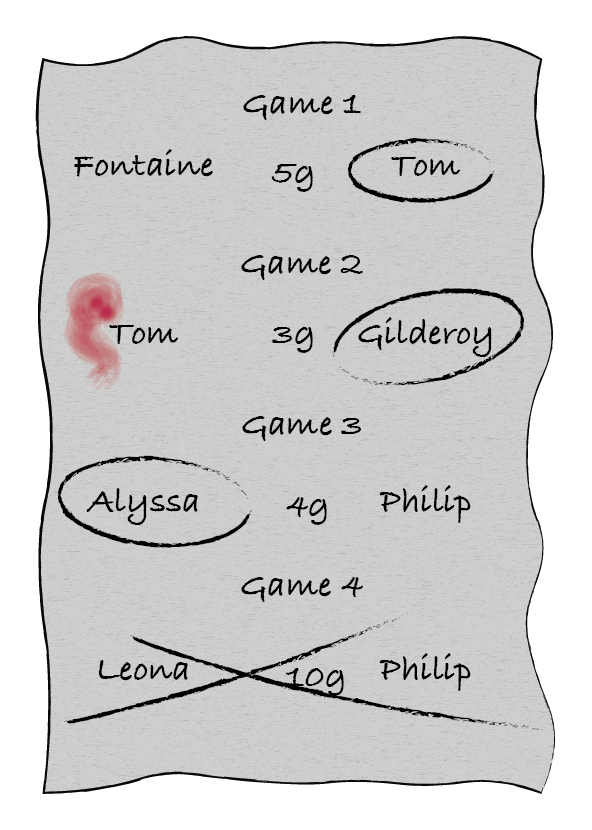 Game 1
Fontaine 5g Tom
Game 2
Tom 3g Gilderoy
Game 3
Alyssa 4g Philip
Game 4
Leona 10g Philip